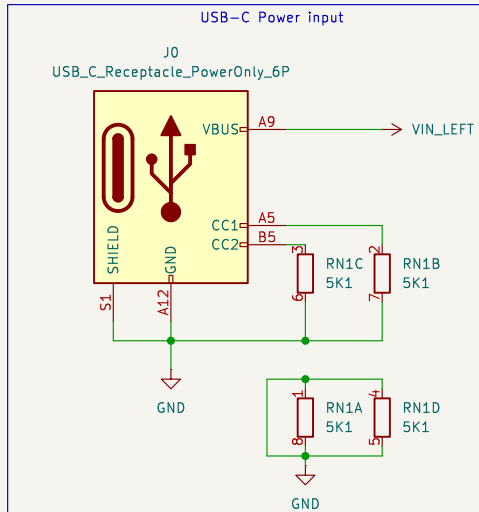 USB-C Power input
J0
USB_C_Receptacle_PowerOnly_6P
VBUS
A9
VIN_LEFT
CC1
A5
CC2
B5
SHIELD
GND
S1
A12
3
RN1C
5K1
6
2
RN1B
5K1
7
GND
1
RN1A
5K1
8
4
RN1D
5K1
5
GND